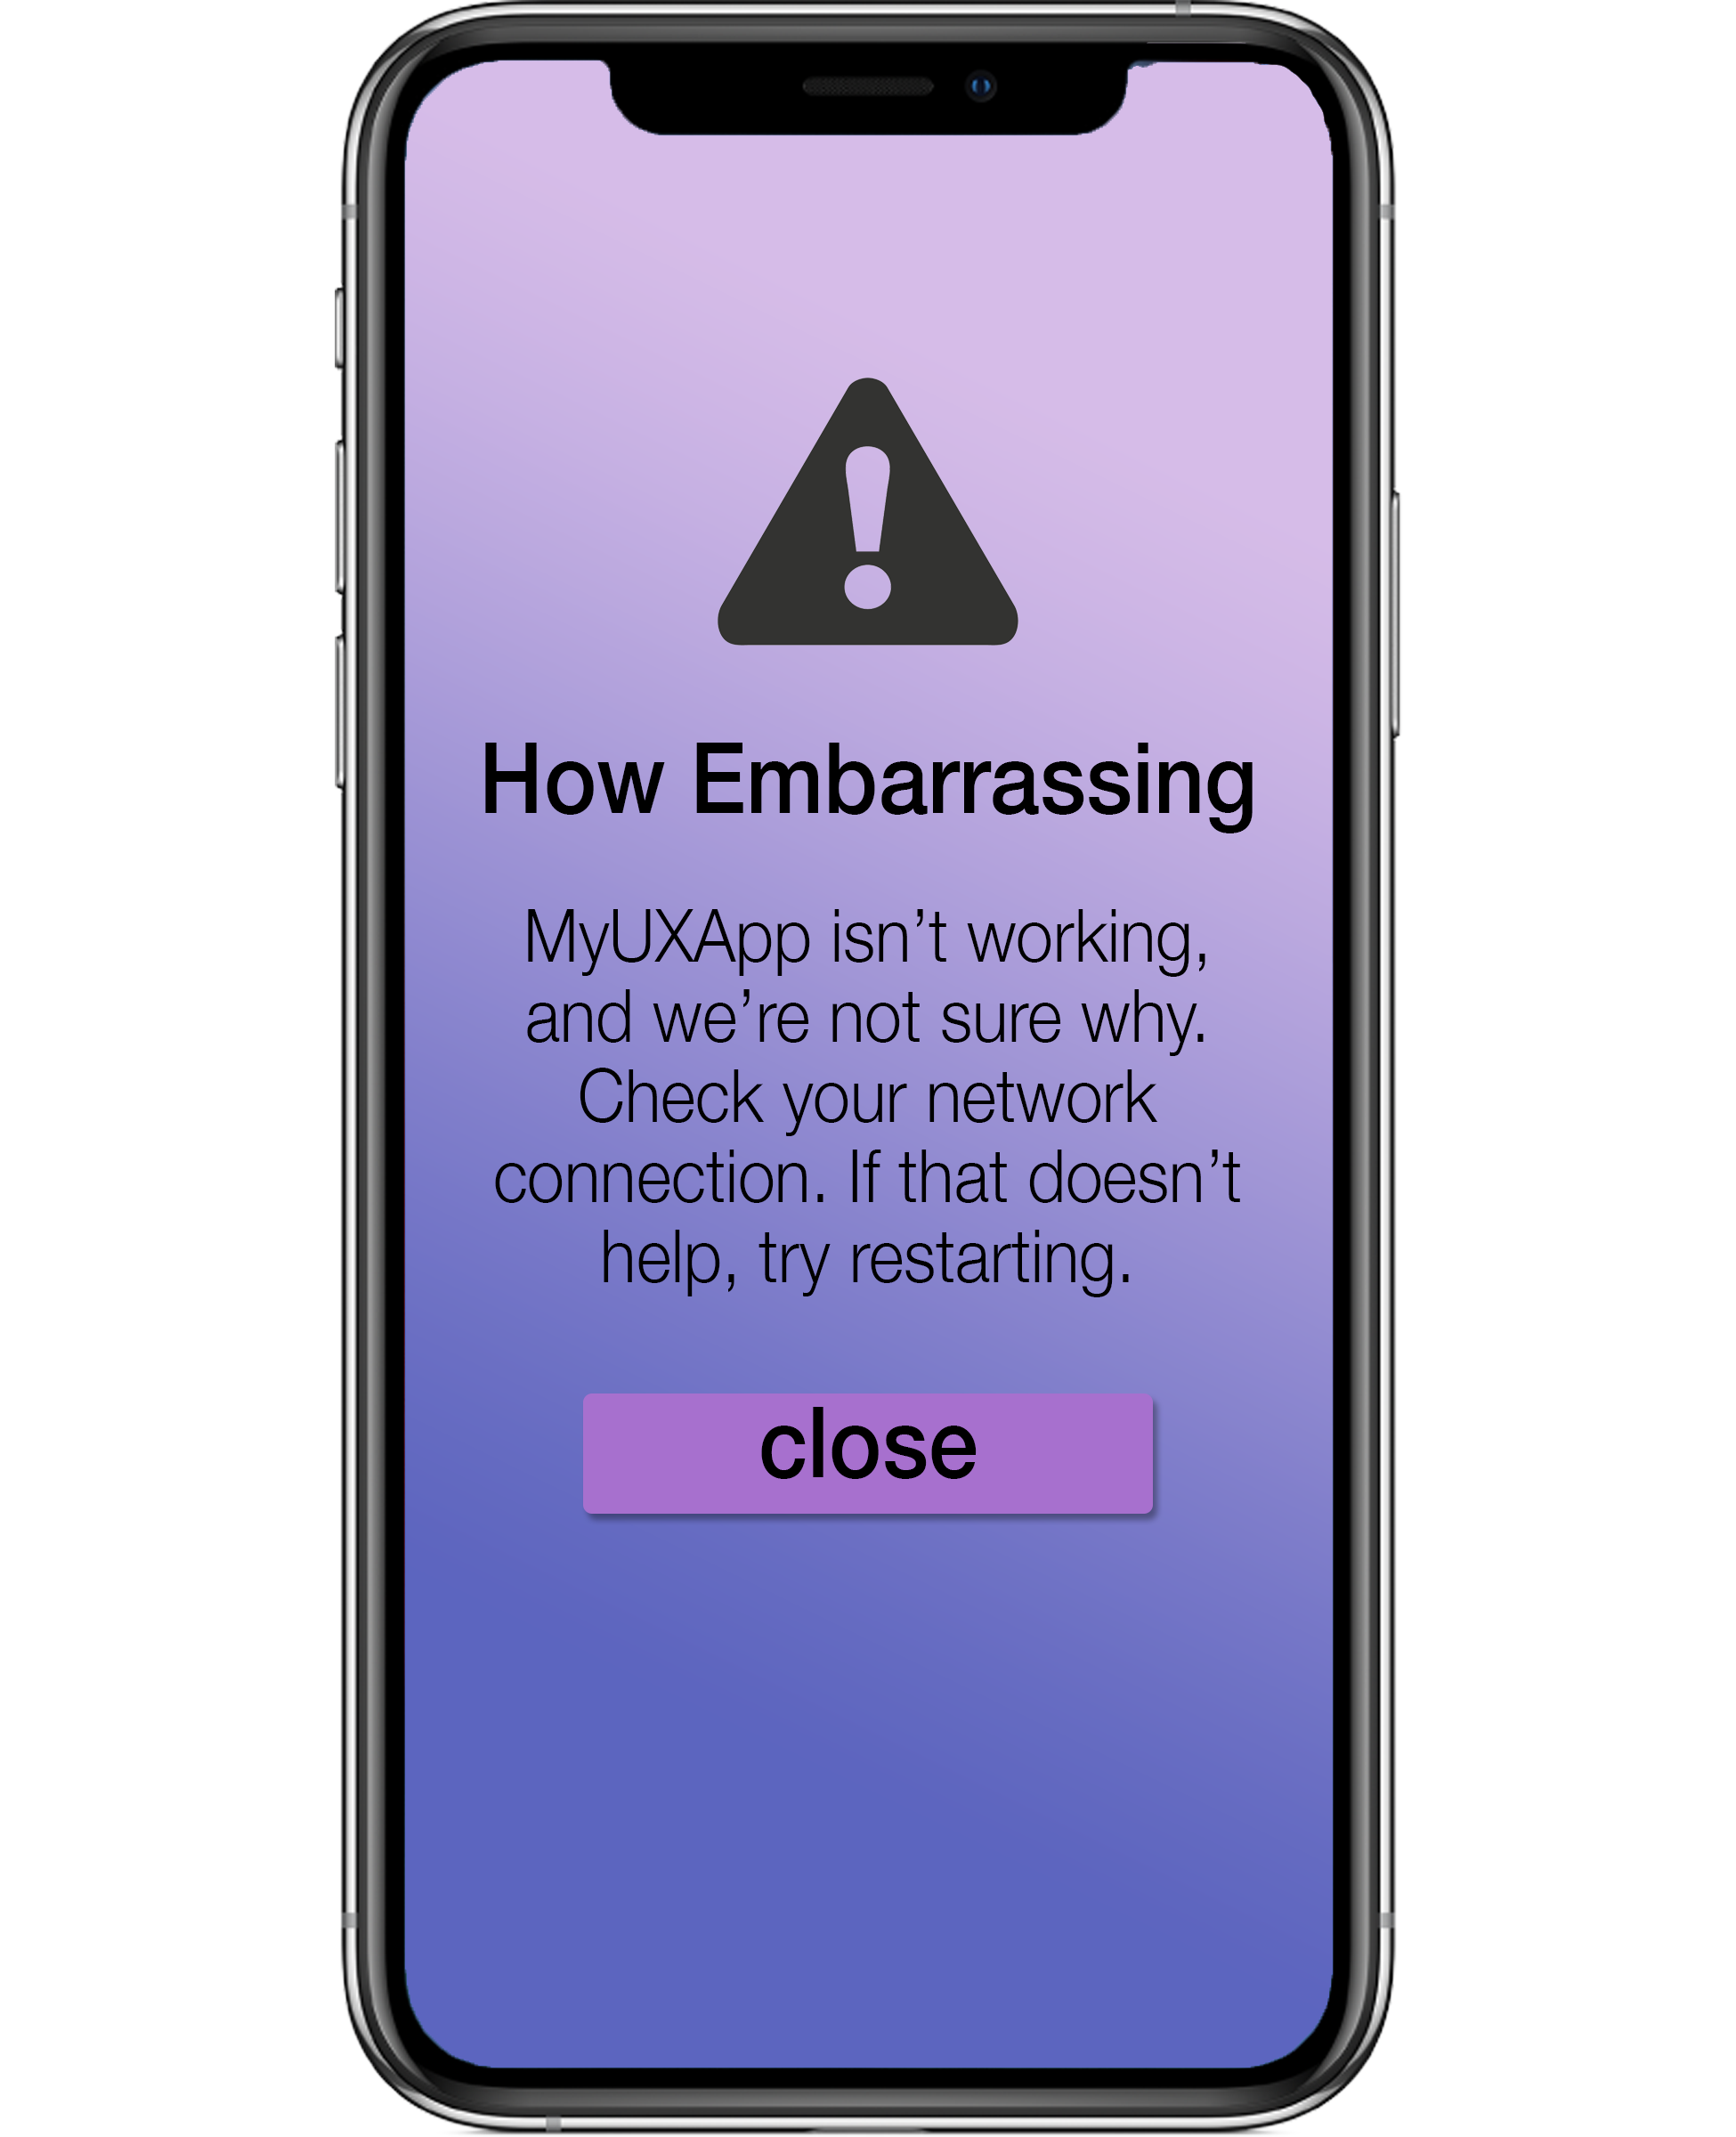 How Embarrassing
MyUXApp isn’t working,
and we’re not sure why.
Check your network
connection. If that doesn’t
help, try restarting.
close